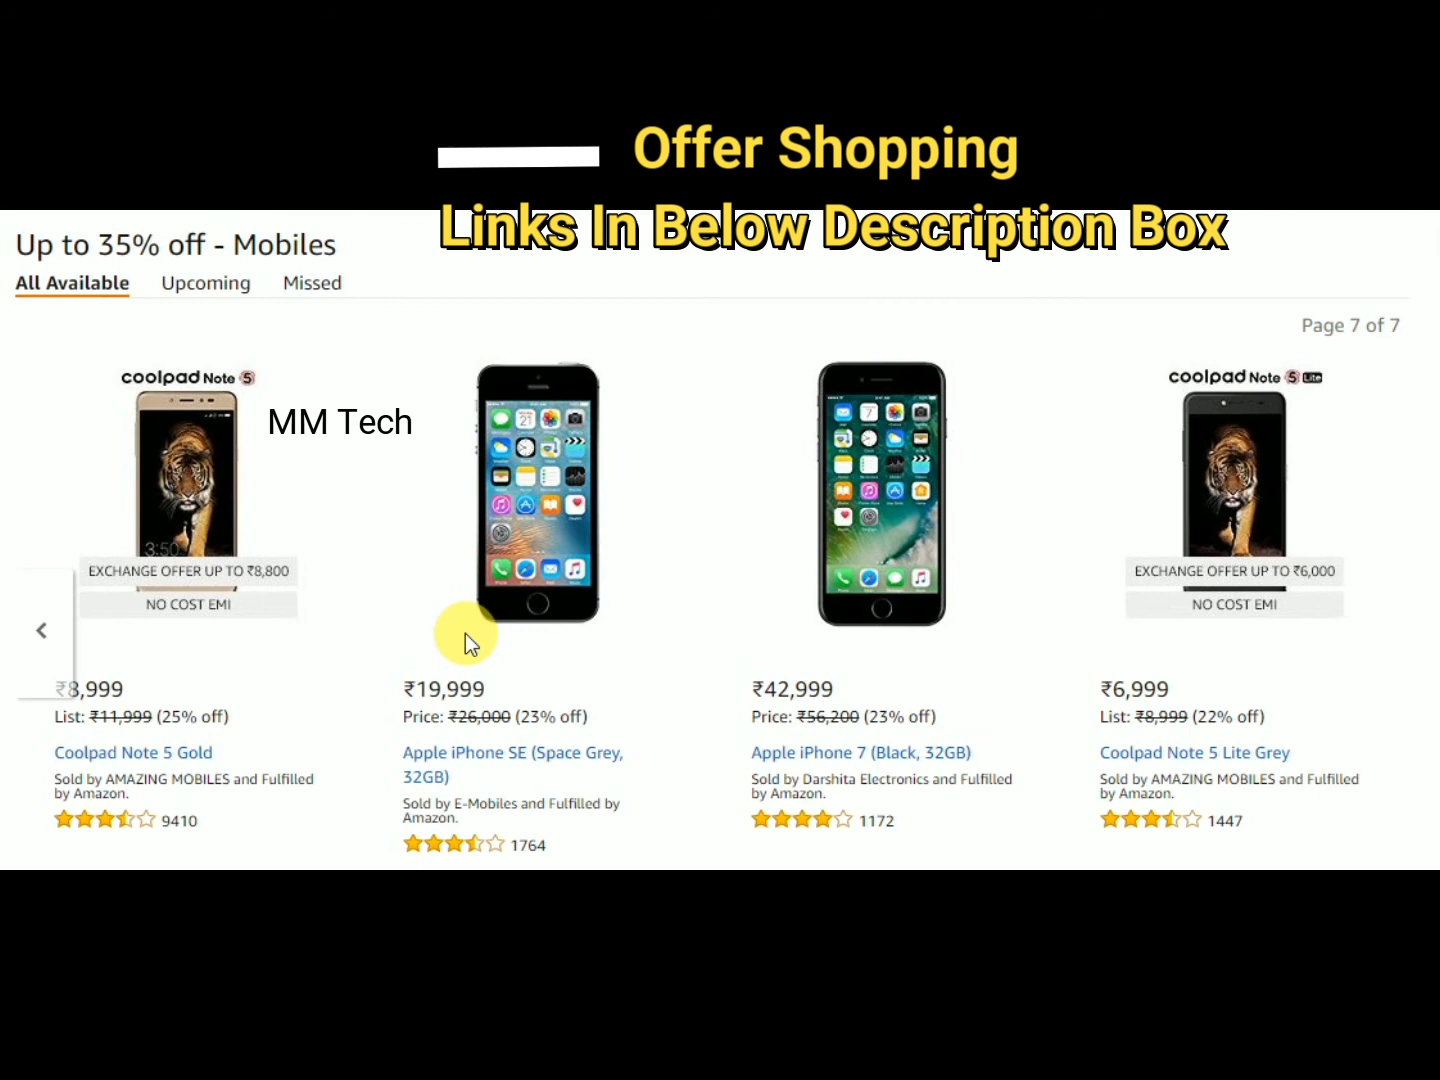 Offer Shopping
Links In Below Description Box
Up to 35% off - Mobiles
All Available Upcoming Missed
Page 7 of 7
coolpad Note 5
MM Tech
3:50
EXCHANGE OFFER UP TO ₹8,800
NO COST EMI
₹8,999
List: ₹11,999 (25% off)
Coolpad Note 5 Gold
Sold by AMAZING MOBILES and Fulfilled
by Amazon.
9410
₹19,999
Price: ₹26,000 (23% off)
Apple iPhone SE (Space Grey,
32GB)
Sold by E-Mobiles and Fulfilled by
Amazon.
1764
₹42,999
Price: ₹56,200 (23% off)
Apple iPhone 7 (Black, 32GB)
Sold by Darshita Electronics and Fulfilled
by Amazon.
1172
coolpad Note 5 Lite
EXCHANGE OFFER UP TO ₹6,000
NO COST EMI
₹6,999
List: ₹8,999 (22% off)
Coolpad Note 5 Lite Grey
Sold by AMAZING MOBILES and Fulfilled
by Amazon.
1447